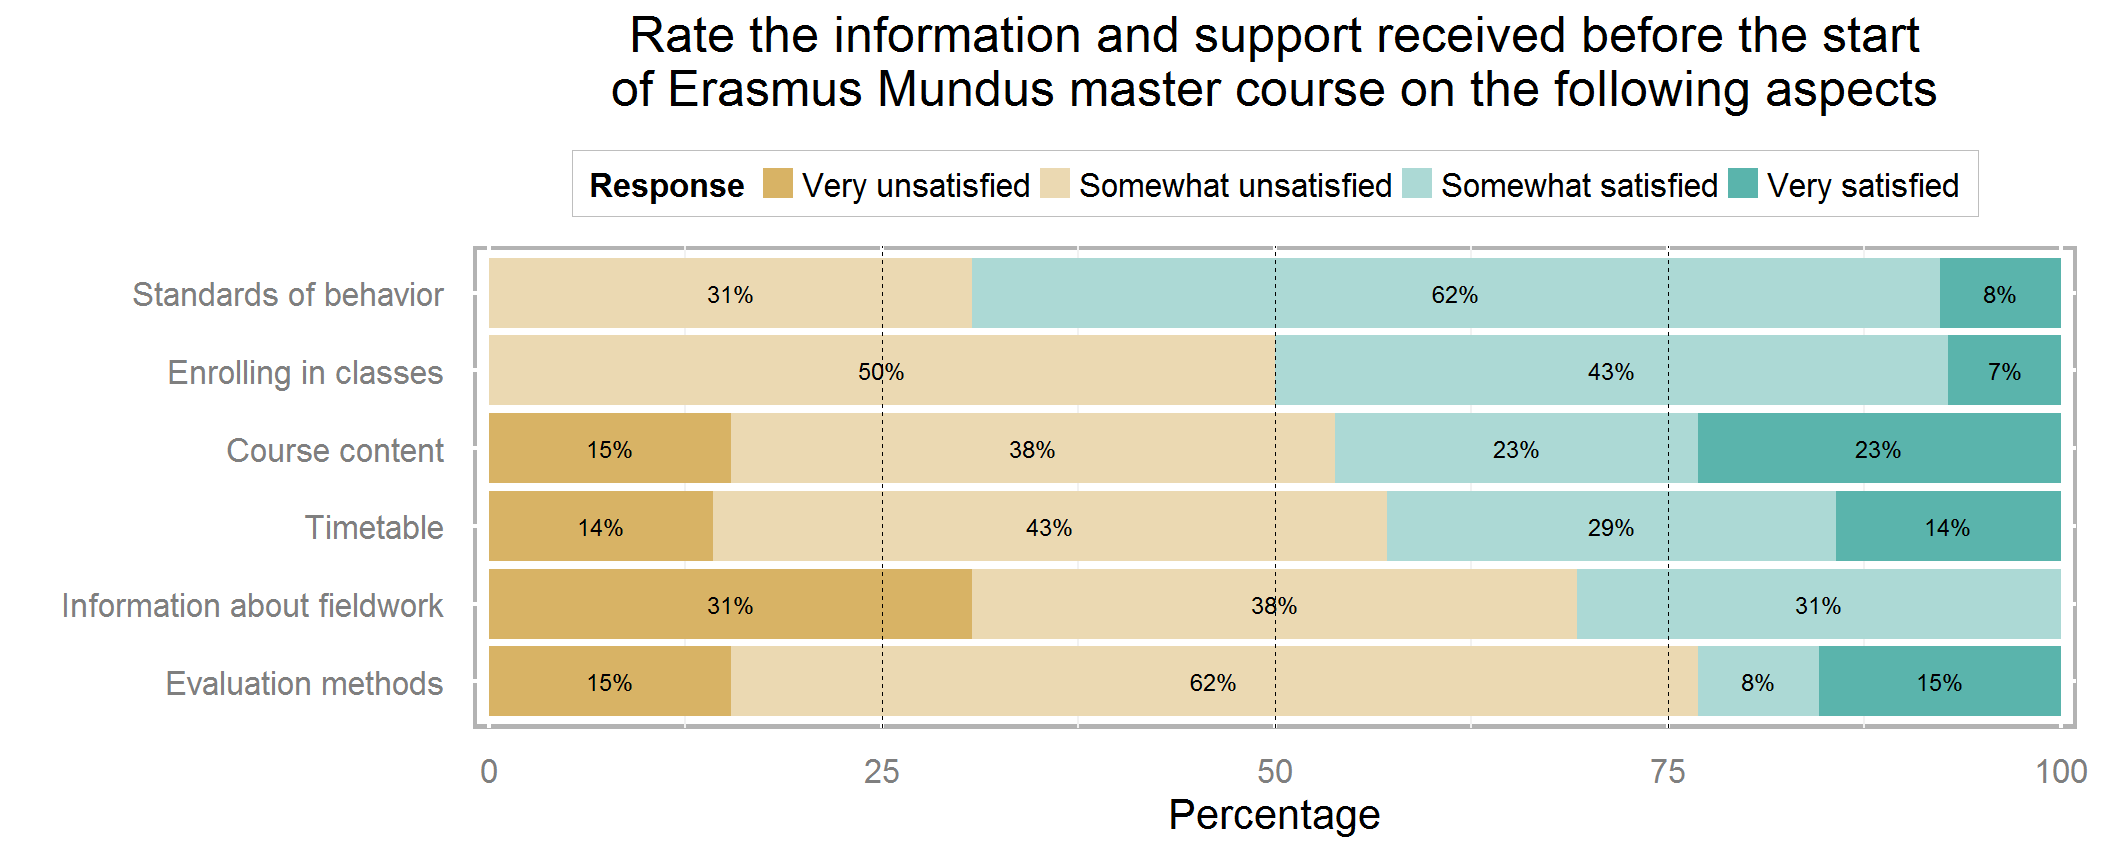 Rate the information and support received before the start
of Erasmus Mundus master course on the following aspects
Response Very unsatisfied Somewhat unsatisfied Somewhat satisfied Very satisfied
Standards of behavior 31% 62% 8%
Enrolling in classes 50% 43% 7%
Course content 15% 38% 23% 23%
Timetable 14% 43% 29% 14%
Information about fieldwork 31% 38% 31%
Evaluation methods 15% 62% 8% 15%
0 25 50 75 100
Percentage